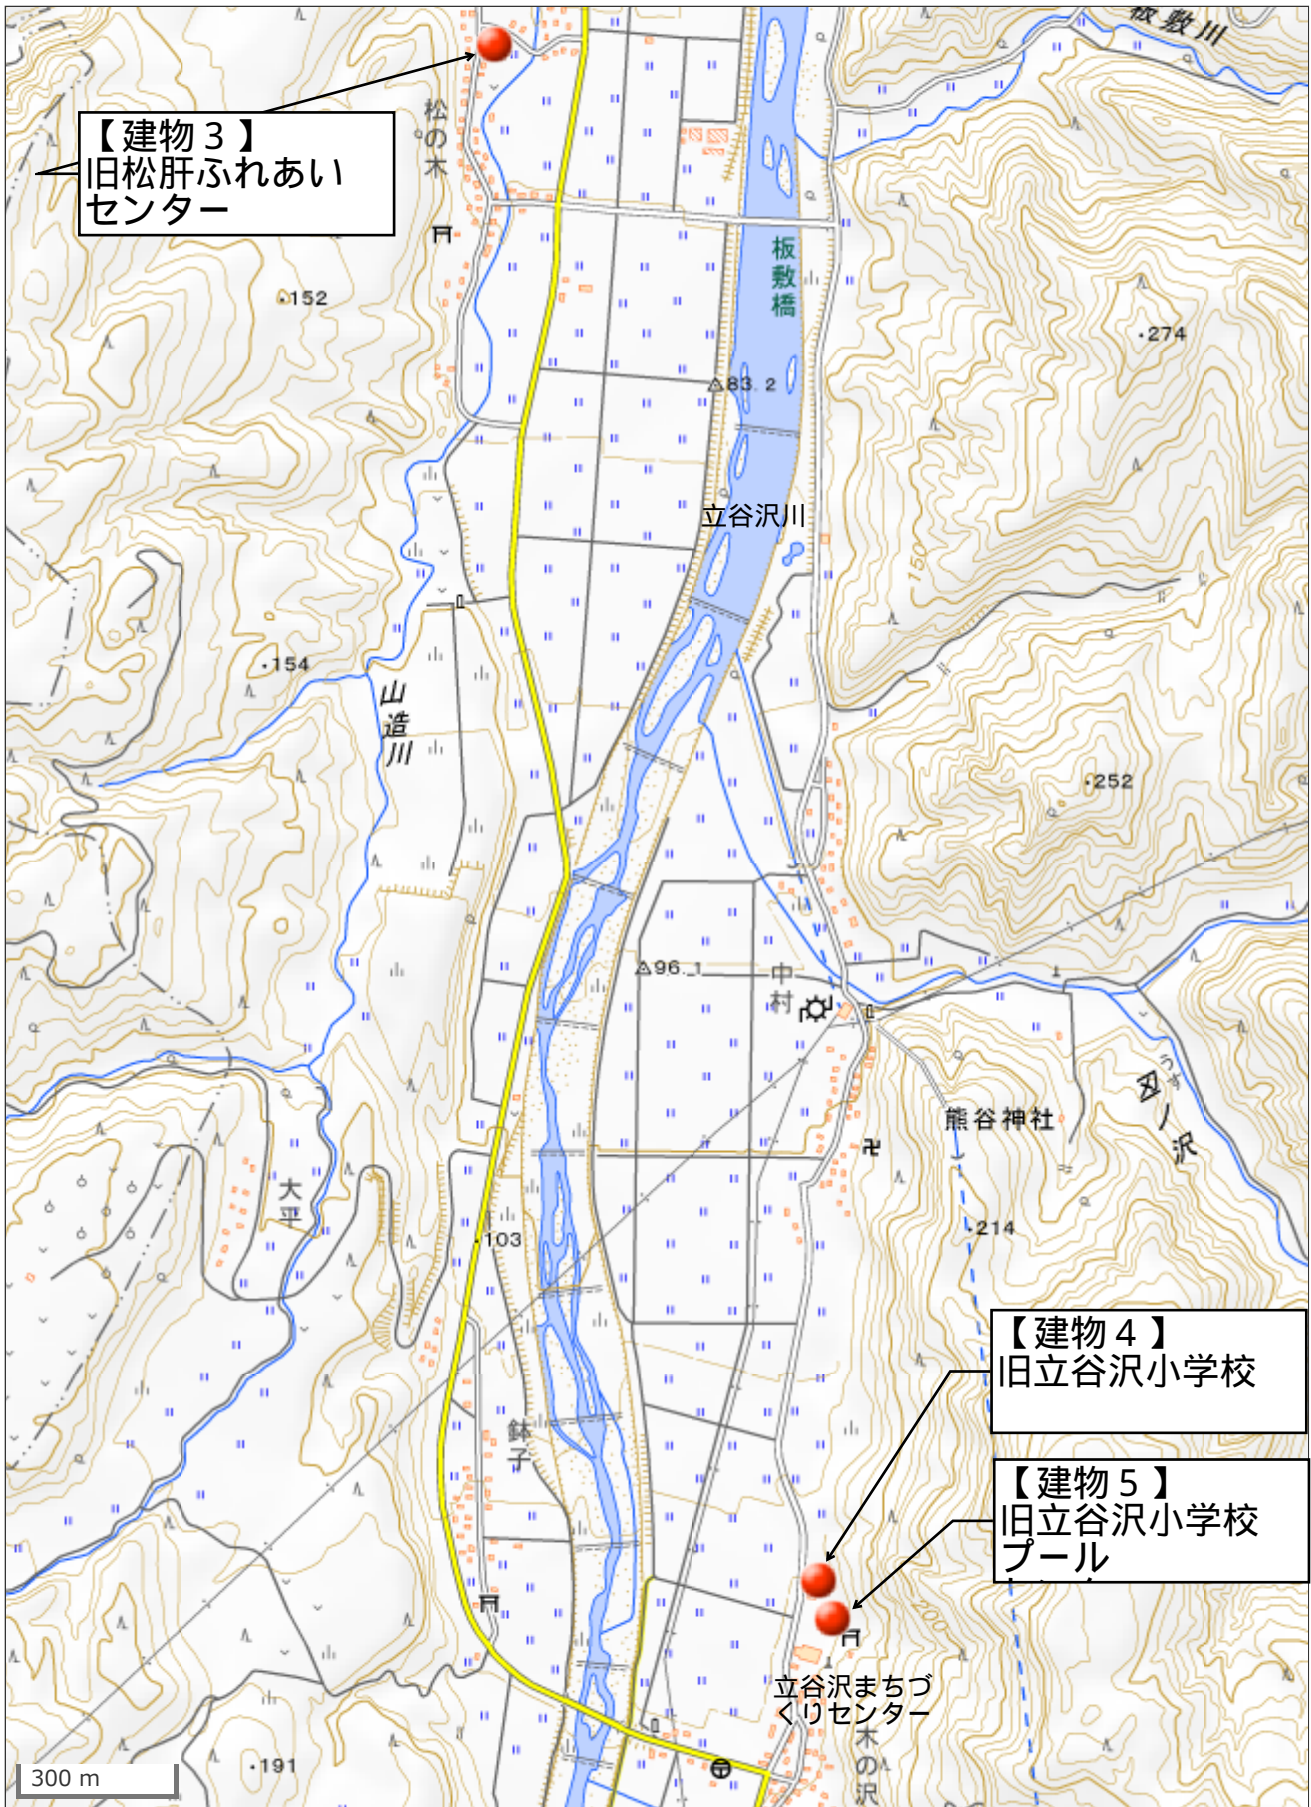 板敷川
【建物３】
旧松肝ふれあい
センター
松の木
152
板敷橋
274
83.2
立谷沢川
150
154
山造川
252
96.1
中村
熊谷神社
沢
大平
103
214
【建物４】
旧立谷沢小学校
鉢子
【建物５】
旧立谷沢小学校
プール
200
立谷沢まちづ
くりセンター
木の沢
191
300 m